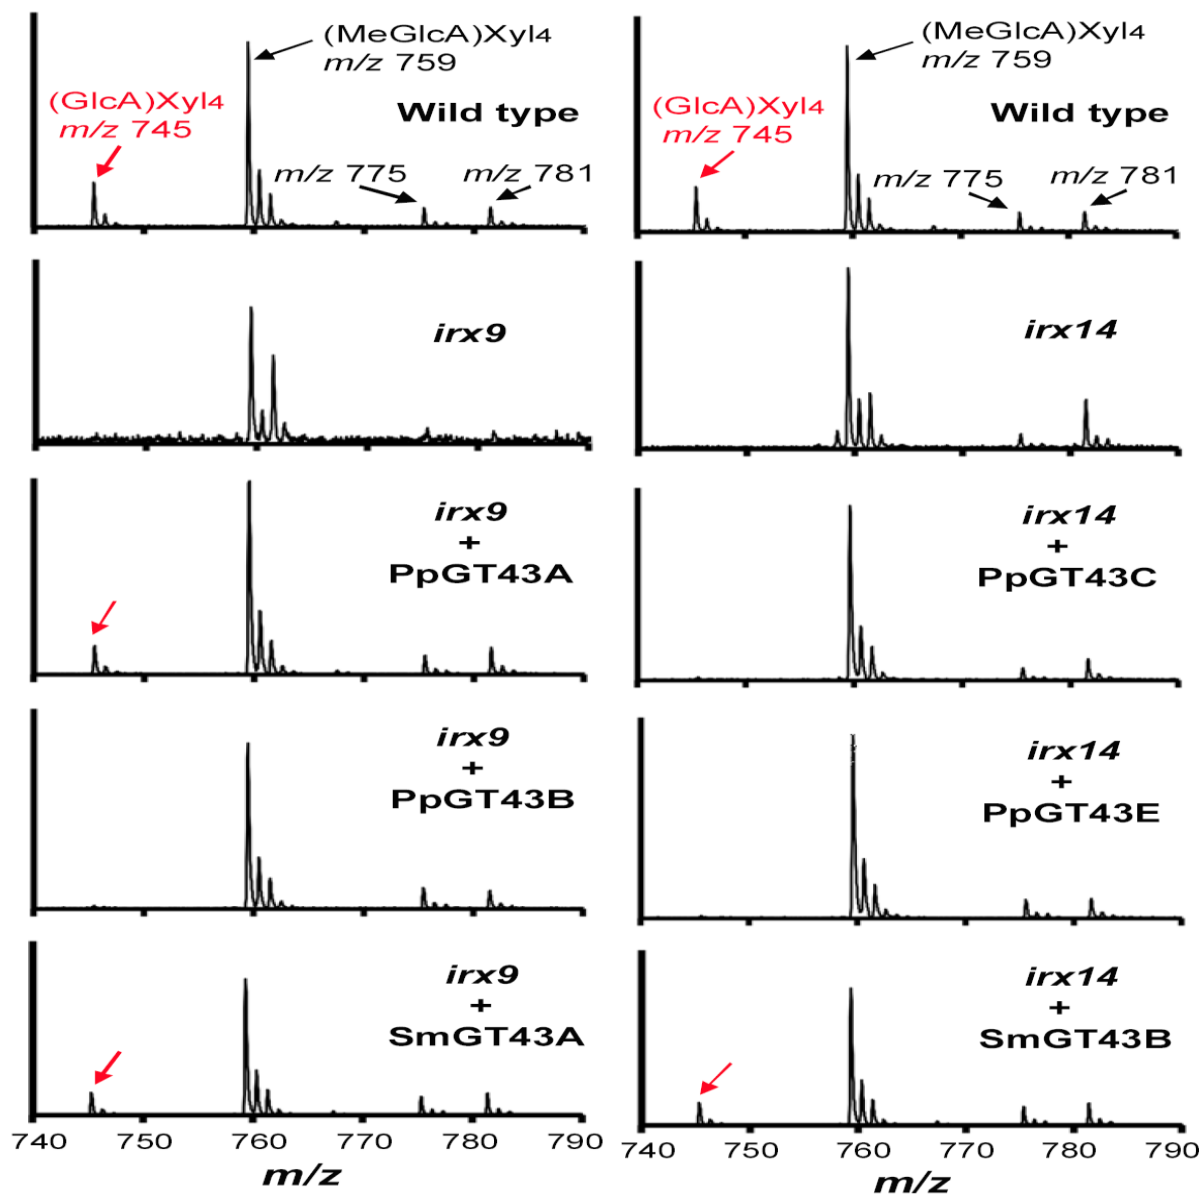 (MeGlcA)Xyl4
m/z 759
(GlcA)Xyl4
m/z 745
Wild type
m/z 775
m/z 781
irx9
irx9
+
PpGT43A
irx9
+
PpGT43B
irx9
+
SmGT43A
740 750 760 770 780 790
m/z
(MeGlcA)Xyl4
m/z 759
(GlcA)Xyl4
m/z 745
Wild type
m/z 775
m/z 781
irx14
irx14
+
PpGT43C
irx14
+
PpGT43E
irx14
+
SmGT43B
740 750 760 770 780 790
m/z